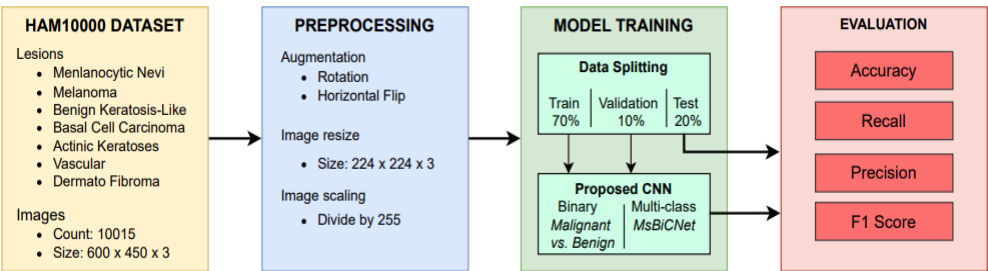 HAM10000 DATASET
Lesions
• Menlanocytic Nevi
• Melanoma
• Benign Keratosis-Like
• Basal Cell Carcinoma
• Actinic Keratoses
• Vascular
• Dermato Fibroma
Images
• Count: 10015
• Size: 600 x 450 x 3
PREPROCESSING
Augmentation
• Rotation
• Horizontal Flip
Image resize
• Size: 224 x 224 x 3
Image scaling
• Divide by 255
MODEL TRAINING
Data Splitting
Train
70%
Validation
10%
Test
20%
Proposed CNN
Binary
Malignant
vs. Benign
Multi-class
MsBiCNet
EVALUATION
Accuracy
Recall
Precision
F1 Score